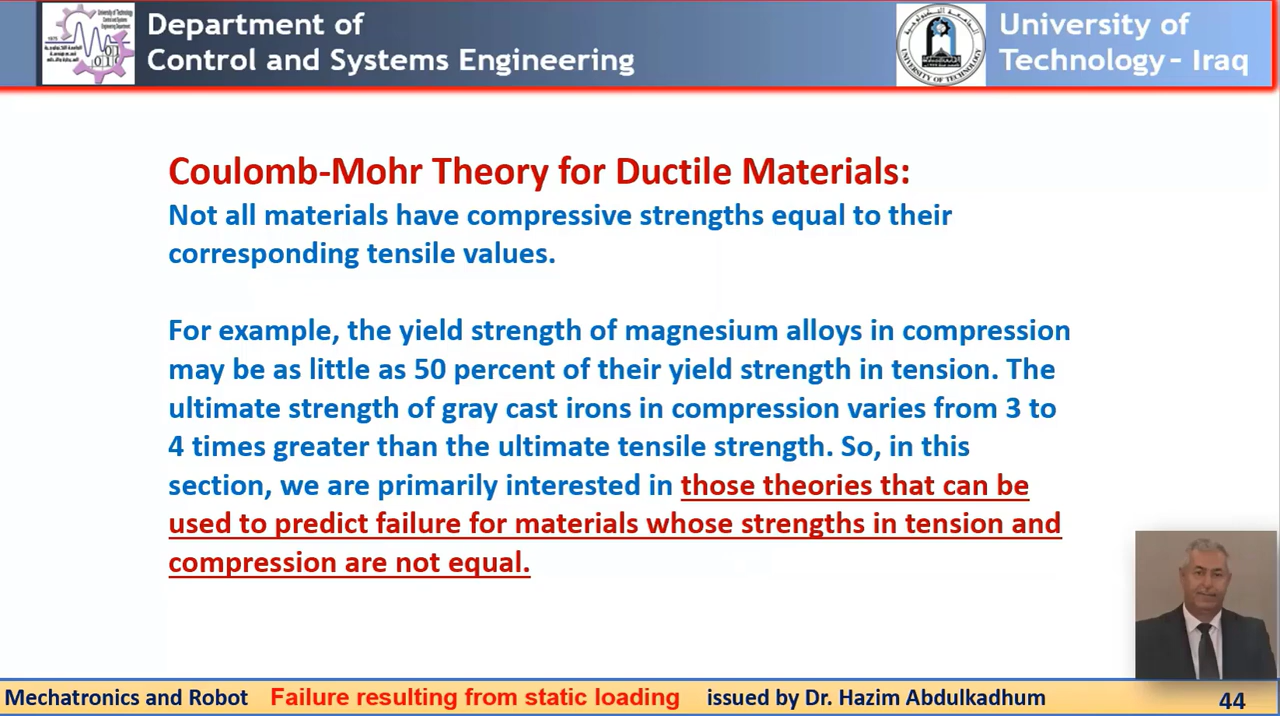 Department of
Control and Systems Engineering
University of
Technology - Iraq
UNIVERSITY OF TECHNOLOGY
Coulomb-Mohr Theory for Ductile Materials:
Not all materials have compressive strengths equal to their
corresponding tensile values.
For example, the yield strength of magnesium alloys in compression
may be as little as 50 percent of their yield strength in tension. The
ultimate strength of gray cast irons in compression varies from 3 to
4 times greater than the ultimate tensile strength. So, in this
section, we are primarily interested in those theories that can be
used to predict failure for materials whose strengths in tension and
compression are not equal.
Mechatronics and Robot Failure resulting from static loading issued by Dr. Hazim Abdulkadhum 44